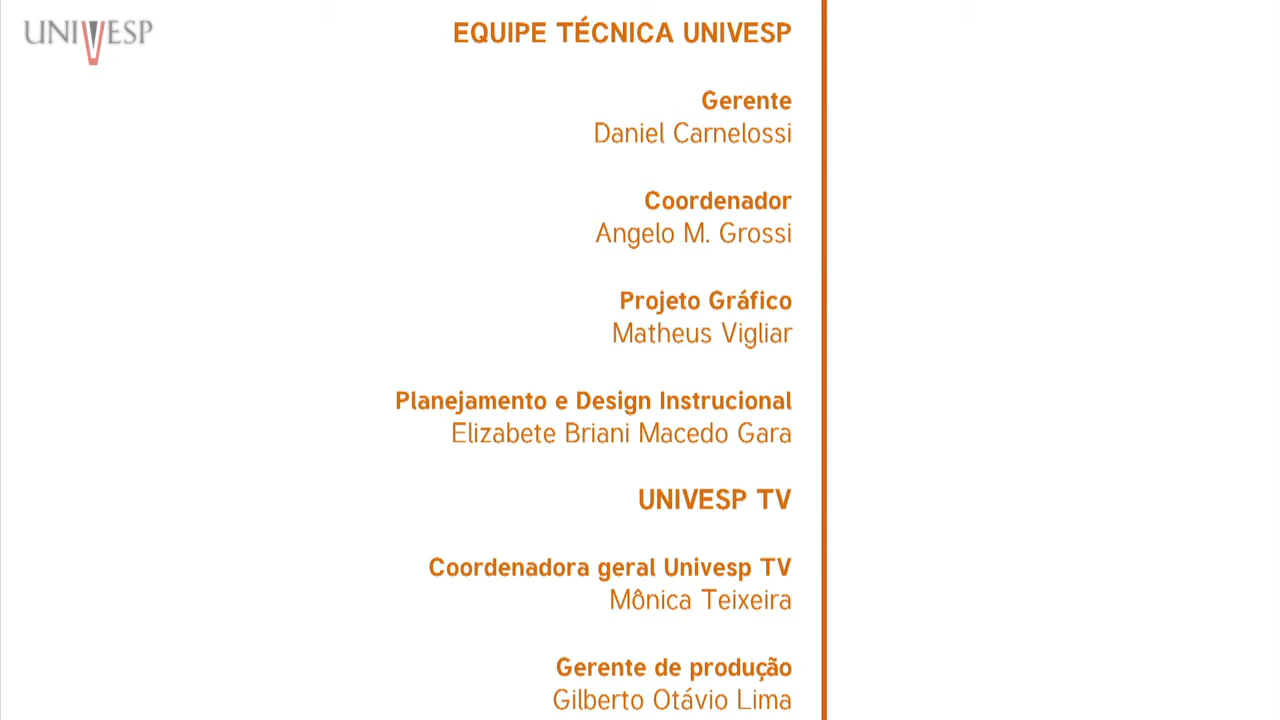 UNIVESP
EQUIPE TÉCNICA UNIVESP
Gerente
Daniel Carnelossi
Coordenador
Angelo M. Grossi
Projeto Gráfico
Matheus Vigliar
Planejamento e Design Instrucional
Elizabete Briani Macedo Gara
UNIVESP TV
Coordenadora geral Univesp TV
Mônica Teixeira
Gerente de produção
Gilberto Otávio Lima